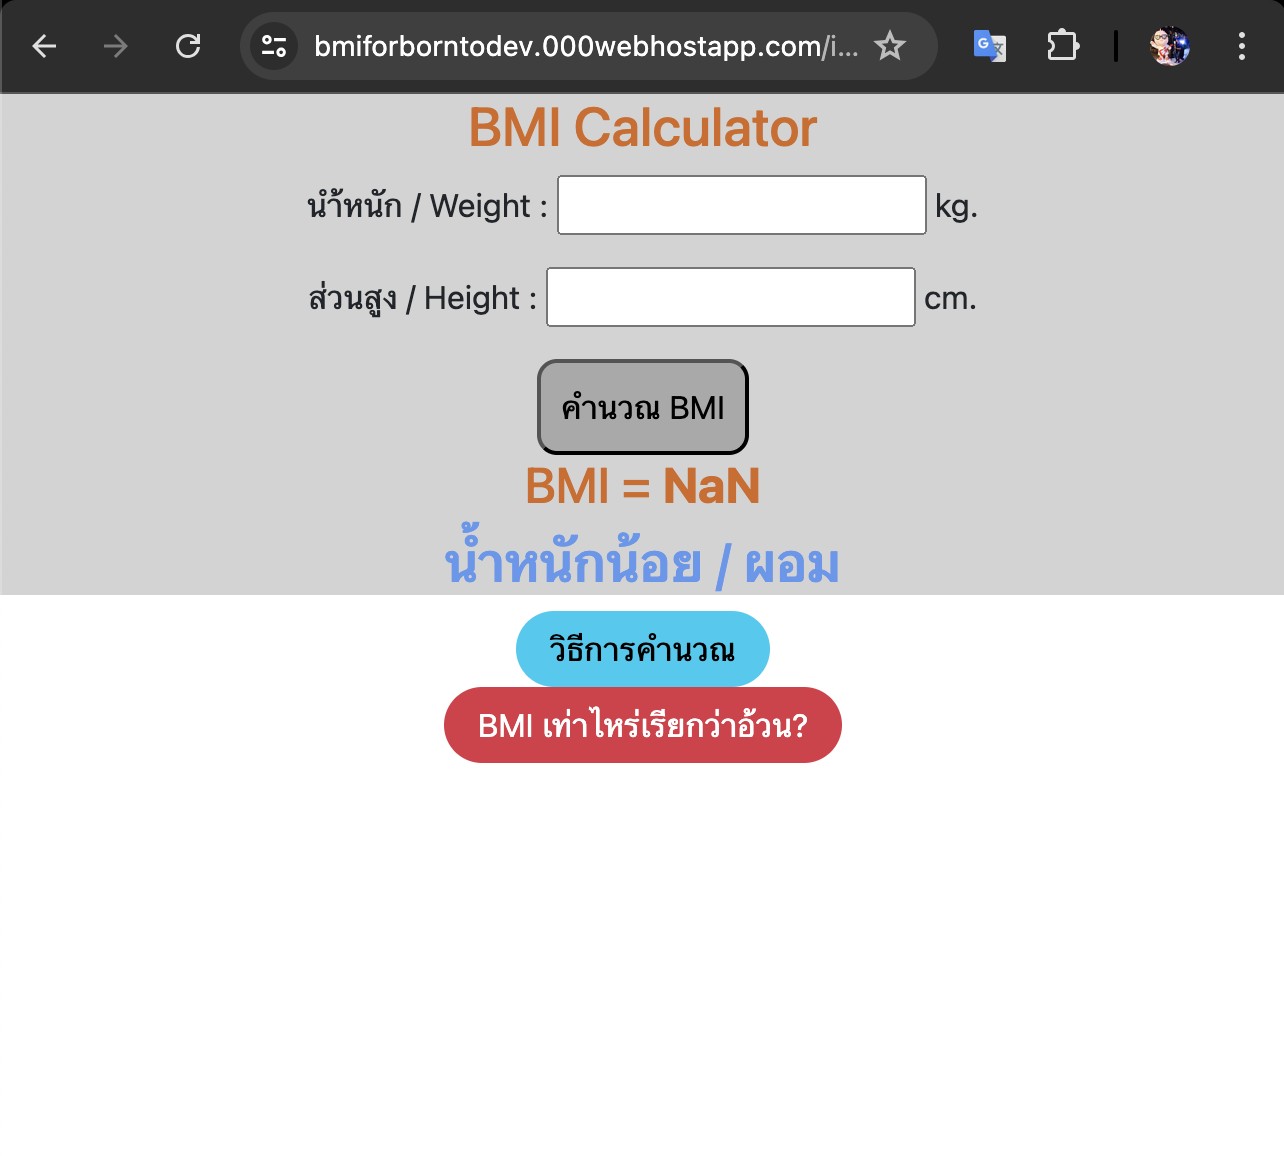 bmiforborntodev.000webhostapp.com/i...
BMI Calculator
น้ำหนัก / Weight : kg.
ส่วนสูง / Height : cm.
คำนวณ BMI
BMI = NaN
น้ำหนักน้อย / ผอม
วิธีการคำนวณ
BMI เท่าไหร่เรียกว่าอ้วน?